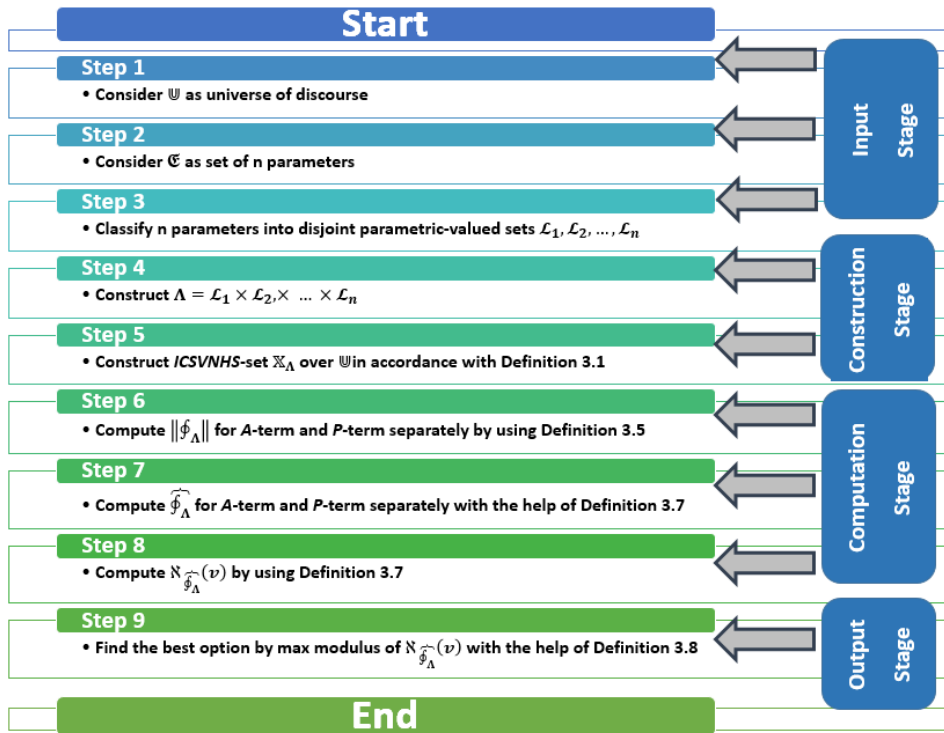 Start
Step 1
• Consider 𝕌 as universe of discourse
Step 2
• Consider 𝕰 as set of n parameters
Step 3
• Classify n parameters into disjoint parametric-valued sets ℒ₁, ℒ₂, ..., ℒₙ
Input Stage
Step 4
• Construct Λ = ℒ₁ × ℒ₂,× ... × ℒₙ
Step 5
• Construct ICSVNHS-set 𝕏_Λ over 𝕌in accordance with Definition 3.1
Construction Stage
Step 6
• Compute ‖∮_Λ‖ for A-term and P-term separately by using Definition 3.5
Step 7
• Compute \widehat{∮_Λ} for A-term and P-term separately with the help of Definition 3.7
Step 8
• Compute ℵ_{\widehat{∮_Λ}}(v) by using Definition 3.7
Computation Stage
Step 9
• Find the best option by max modulus of ℵ_{\widehat{∮_Λ}}(v) with the help of Definition 3.8
Output Stage
End